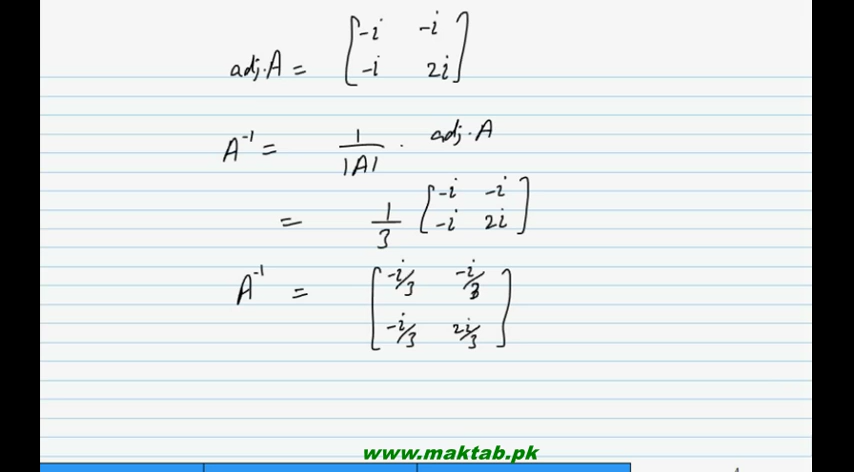 adj.A = [ -i -i
-i 2i ]
A⁻¹ = 1/|A| . adj.A
= 1/3 [ -i -i
-i 2i ]
A⁻¹ = [ -i/3 -i/3
-i/3 2i/3 ]
www.maktab.pk